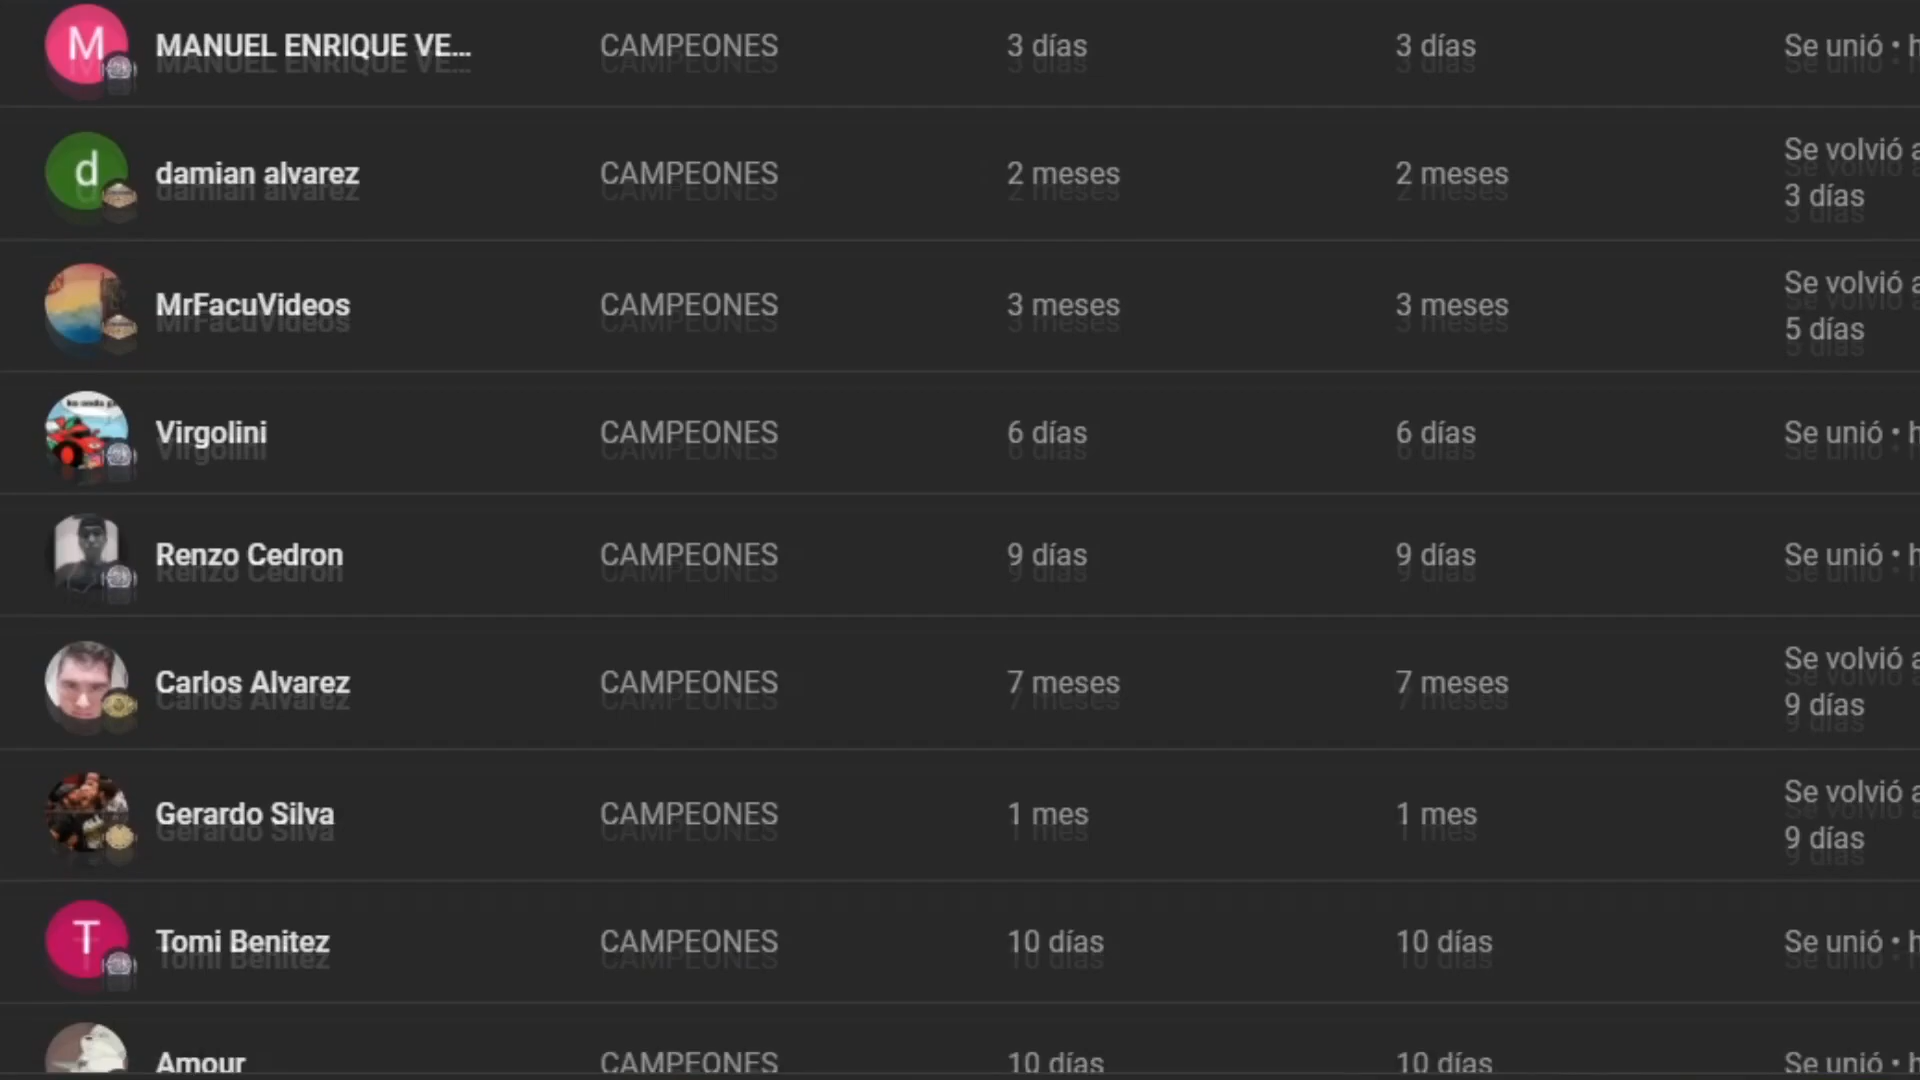 M MANUEL ENRIQUE VE... CAMPEONES 3 días 3 días Se unió • h
d damian alvarez CAMPEONES 2 meses 2 meses Se volvió a
3 días
MrFacuVideos CAMPEONES 3 meses 3 meses Se volvió a
5 días
Virgolini CAMPEONES 6 días 6 días Se unió • h
Renzo Cedron CAMPEONES 9 días 9 días Se unió • h
Carlos Alvarez CAMPEONES 7 meses 7 meses Se volvió a
9 días
Gerardo Silva CAMPEONES 1 mes 1 mes Se volvió a
9 días
T Tomi Benitez CAMPEONES 10 días 10 días Se unió • h
Amour CAMPEONES 10 días 10 días Se unió • h